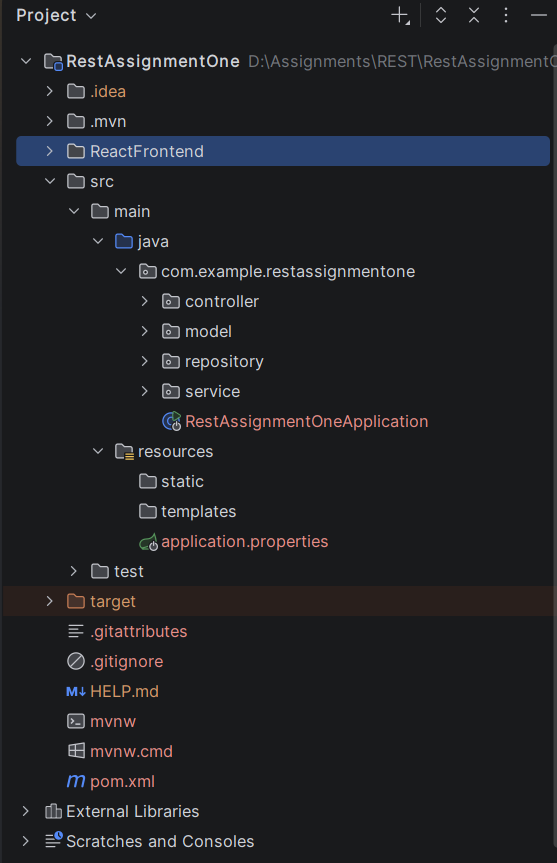 Project
RestAssignmentOne D:\Assignments\REST\RestAssignmentO
.idea
.mvn
ReactFrontend
src
main
java
com.example.restassignmentone
controller
model
repository
service
RestAssignmentOneApplication
resources
static
templates
application.properties
test
target
.gitattributes
.gitignore
M↓ HELP.md
mvnw
mvnw.cmd
m pom.xml
External Libraries
Scratches and Consoles